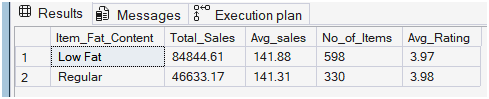 Results Messages Execution plan
Item_Fat_Content Total_Sales Avg_sales No_of_Items Avg_Rating
1 Low Fat 84844.61 141.88 598 3.97
2 Regular 46633.17 141.31 330 3.98